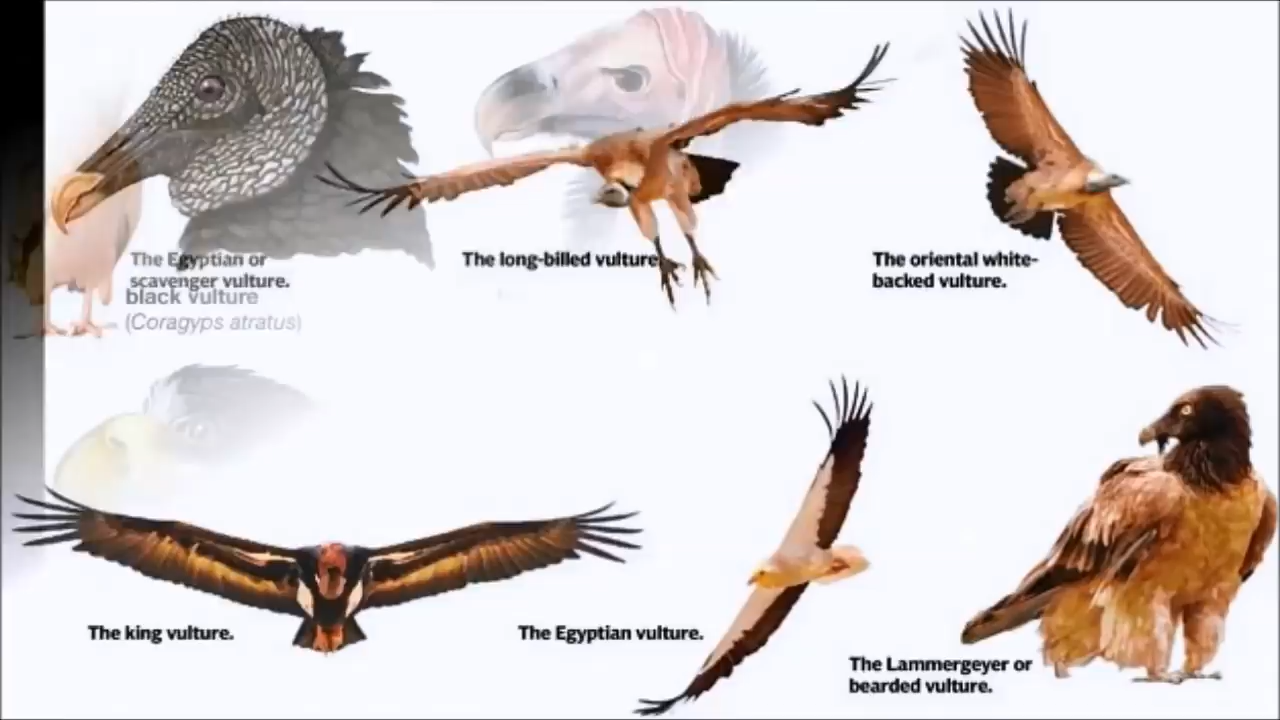 The Egyptian or
scavenger vulture.
black vulture
(Coragyps atratus)
The long-billed vulture.
The oriental white-
backed vulture.
The king vulture.
The Egyptian vulture.
The Lammergeyer or
bearded vulture.